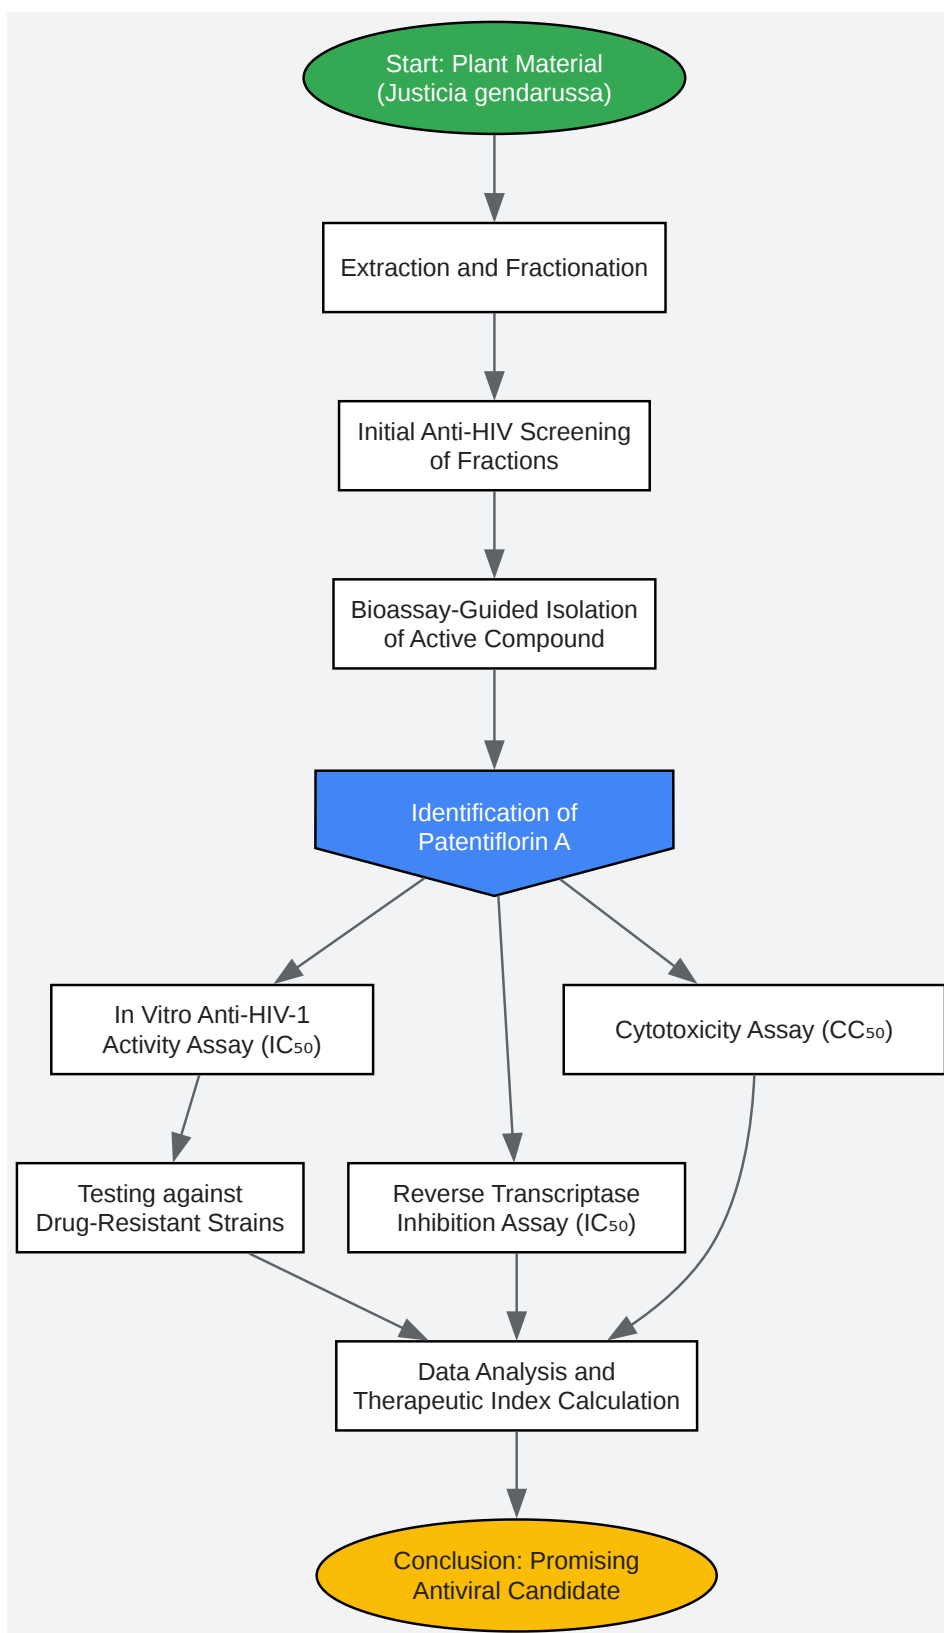 Start: Plant Material
(Justicia gendarussa)
Extraction and Fractionation
Initial Anti-HIV Screening
of Fractions
Bioassay-Guided Isolation
of Active Compound
Identification of
Patentiflorin A
In Vitro Anti-HIV-1
Activity Assay (IC₅₀)
Cytotoxicity Assay (CC₅₀)
Testing against
Drug-Resistant Strains
Reverse Transcriptase
Inhibition Assay (IC₅₀)
Data Analysis and
Therapeutic Index Calculation
Conclusion: Promising
Antiviral Candidate